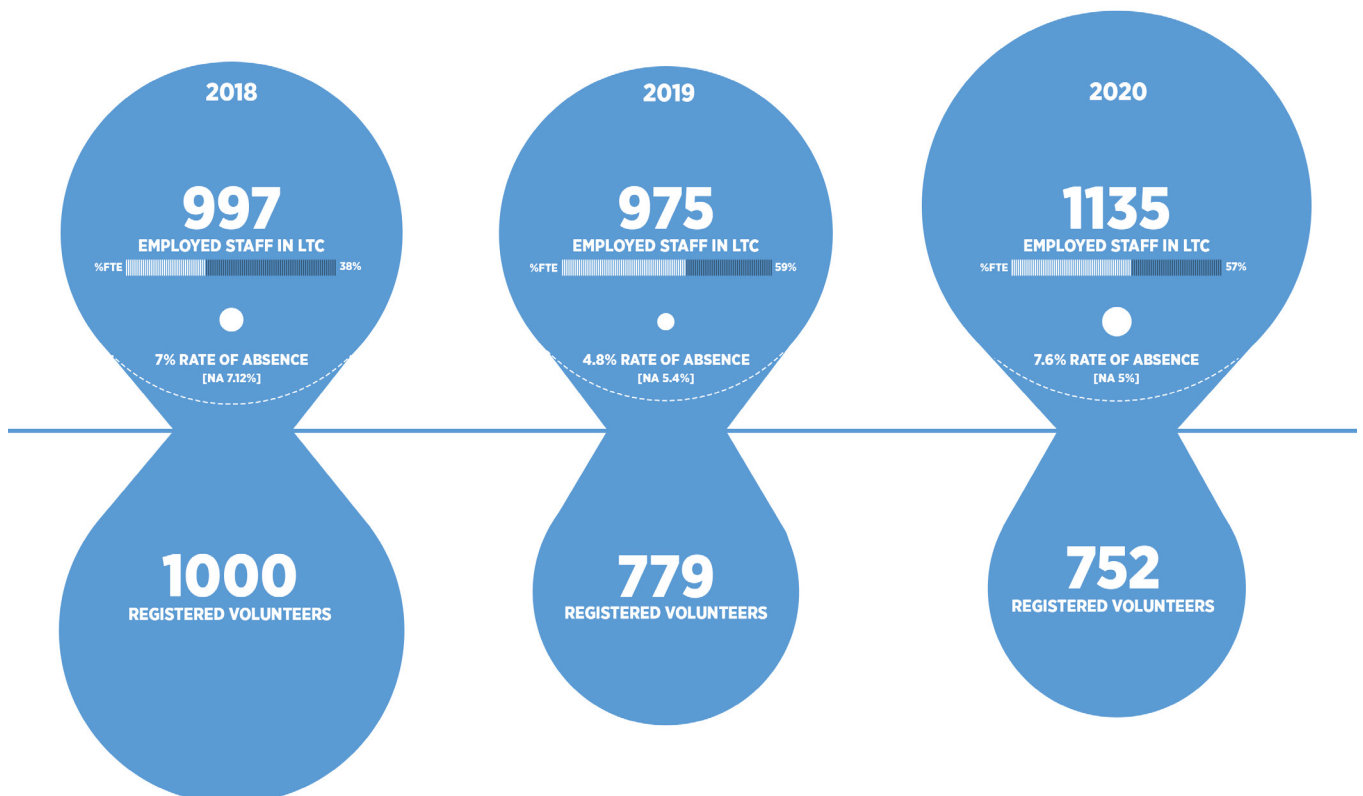 2018
997
EMPLOYED STAFF IN LTC
%FTE 38%
7% RATE OF ABSENCE
[NA 7.12%]
1000
REGISTERED VOLUNTEERS
2019
975
EMPLOYED STAFF IN LTC
%FTE 59%
4.8% RATE OF ABSENCE
[NA 5.4%]
779
REGISTERED VOLUNTEERS
2020
1135
EMPLOYED STAFF IN LTC
%FTE 57%
7.6% RATE OF ABSENCE
[NA 5%]
752
REGISTERED VOLUNTEERS